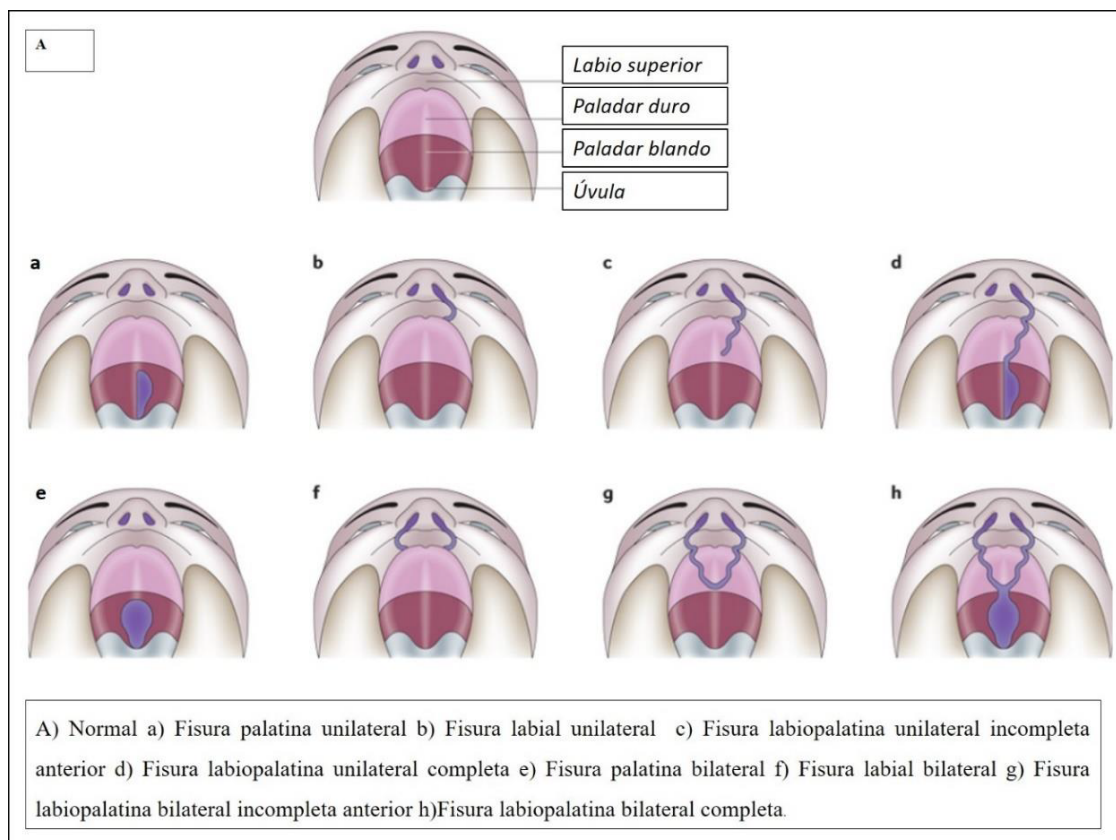 A
Labio superior
Paladar duro
Paladar blando
Úvula
a
b
c
d
e
f
g
h
A) Normal a) Fisura palatina unilateral b) Fisura labial unilateral c) Fisura labiopalatina unilateral incompleta
anterior d) Fisura labiopalatina unilateral completa e) Fisura palatina bilateral f) Fisura labial bilateral g) Fisura
labiopalatina bilateral incompleta anterior h)Fisura labiopalatina bilateral completa.